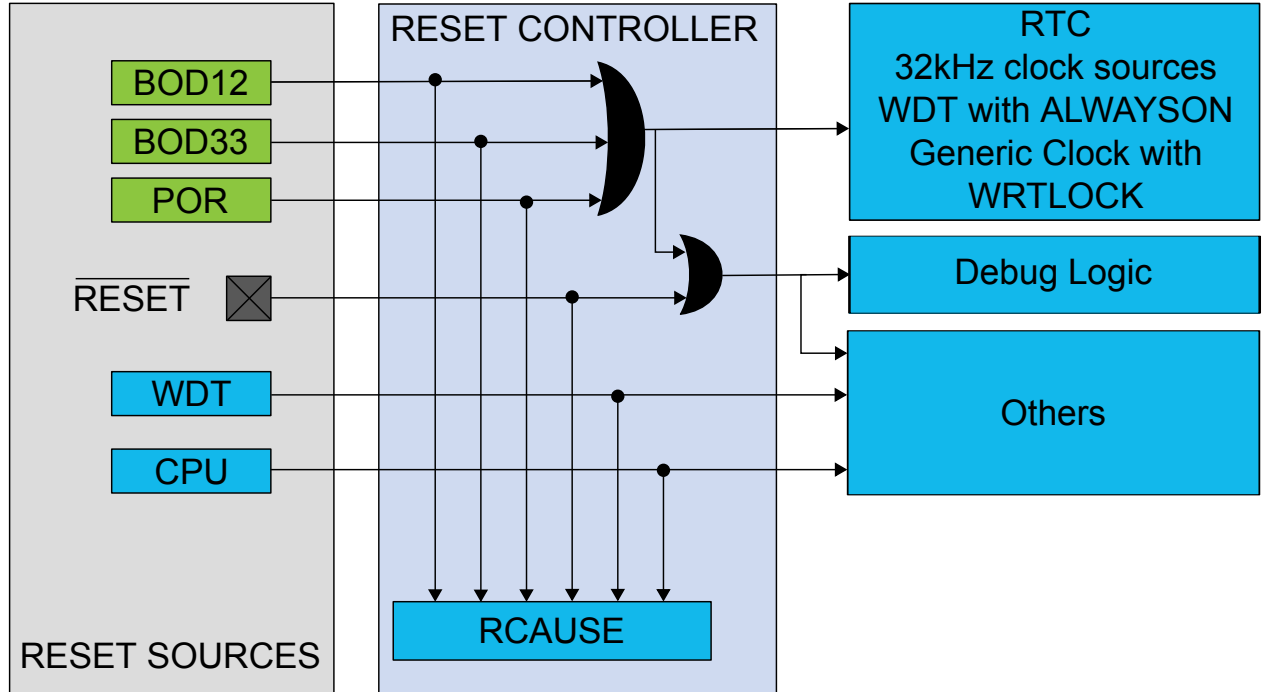 RESET CONTROLLER
BOD12
BOD33
POR
RESET
WDT
CPU
RESET SOURCES
RCAUSE
RTC
32kHz clock sources
WDT with ALWAYSON
Generic Clock with
WRTLOCK
Debug Logic
Others